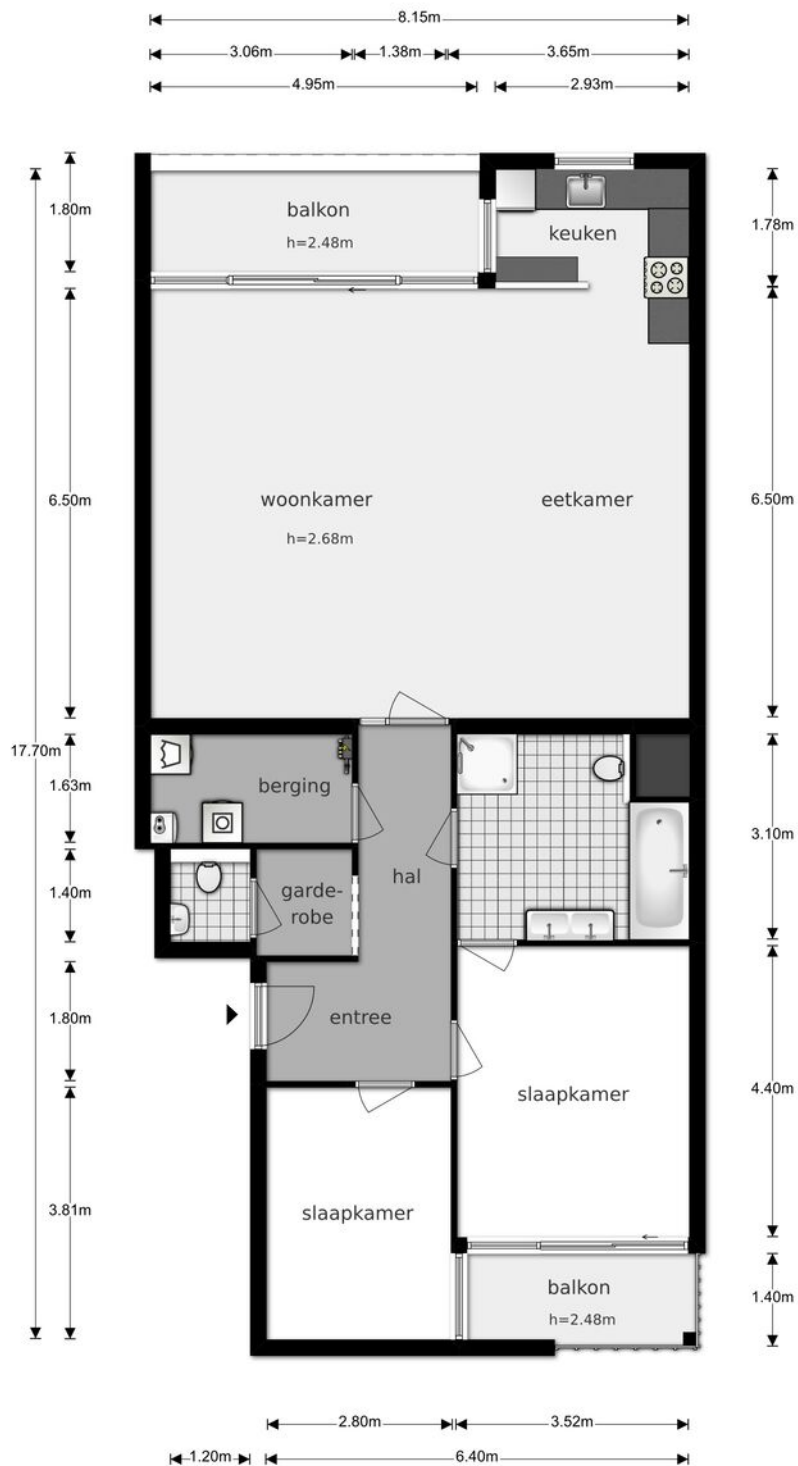 8.15m
3.06m 1.38m 3.65m
4.95m 2.93m
1.80m
balkon
h=2.48m
keuken
1.78m
6.50m
woonkamer
h=2.68m
eetkamer
6.50m
17.70m
1.63m
berging
3.10m
1.40m
garde-
robe
hal
1.80m
entree
slaapkamer
4.40m
3.81m
slaapkamer
balkon
h=2.48m
1.40m
2.80m 3.52m
1.20m 6.40m